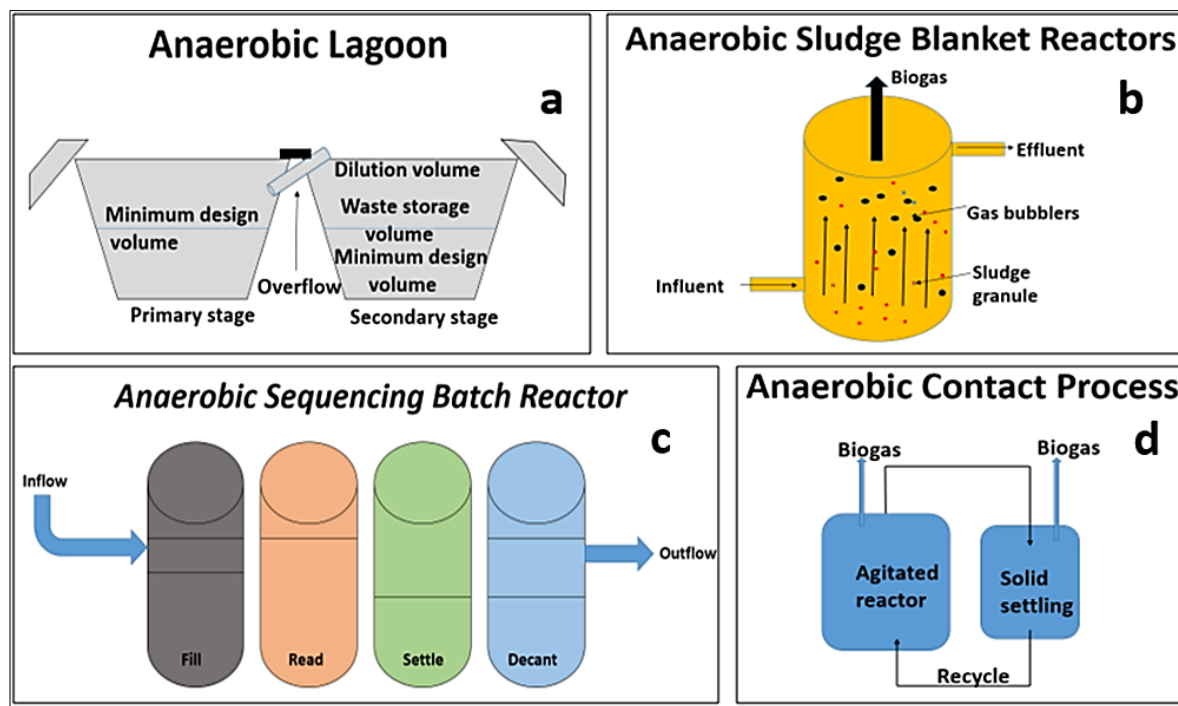 Anaerobic Lagoon
a
Dilution volume
Minimum design
volume
Waste storage
volume
Minimum design
volume
Overflow
Primary stage
Secondary stage
Anaerobic Sludge Blanket Reactors
Biogas
b
Effluent
Gas bubblers
Influent
Sludge
granule
Anaerobic Sequencing Batch Reactor
c
Inflow
Outflow
Fill
Read
Settle
Decant
Anaerobic Contact Process
d
Biogas
Biogas
Agitated
reactor
Solid
settling
Recycle